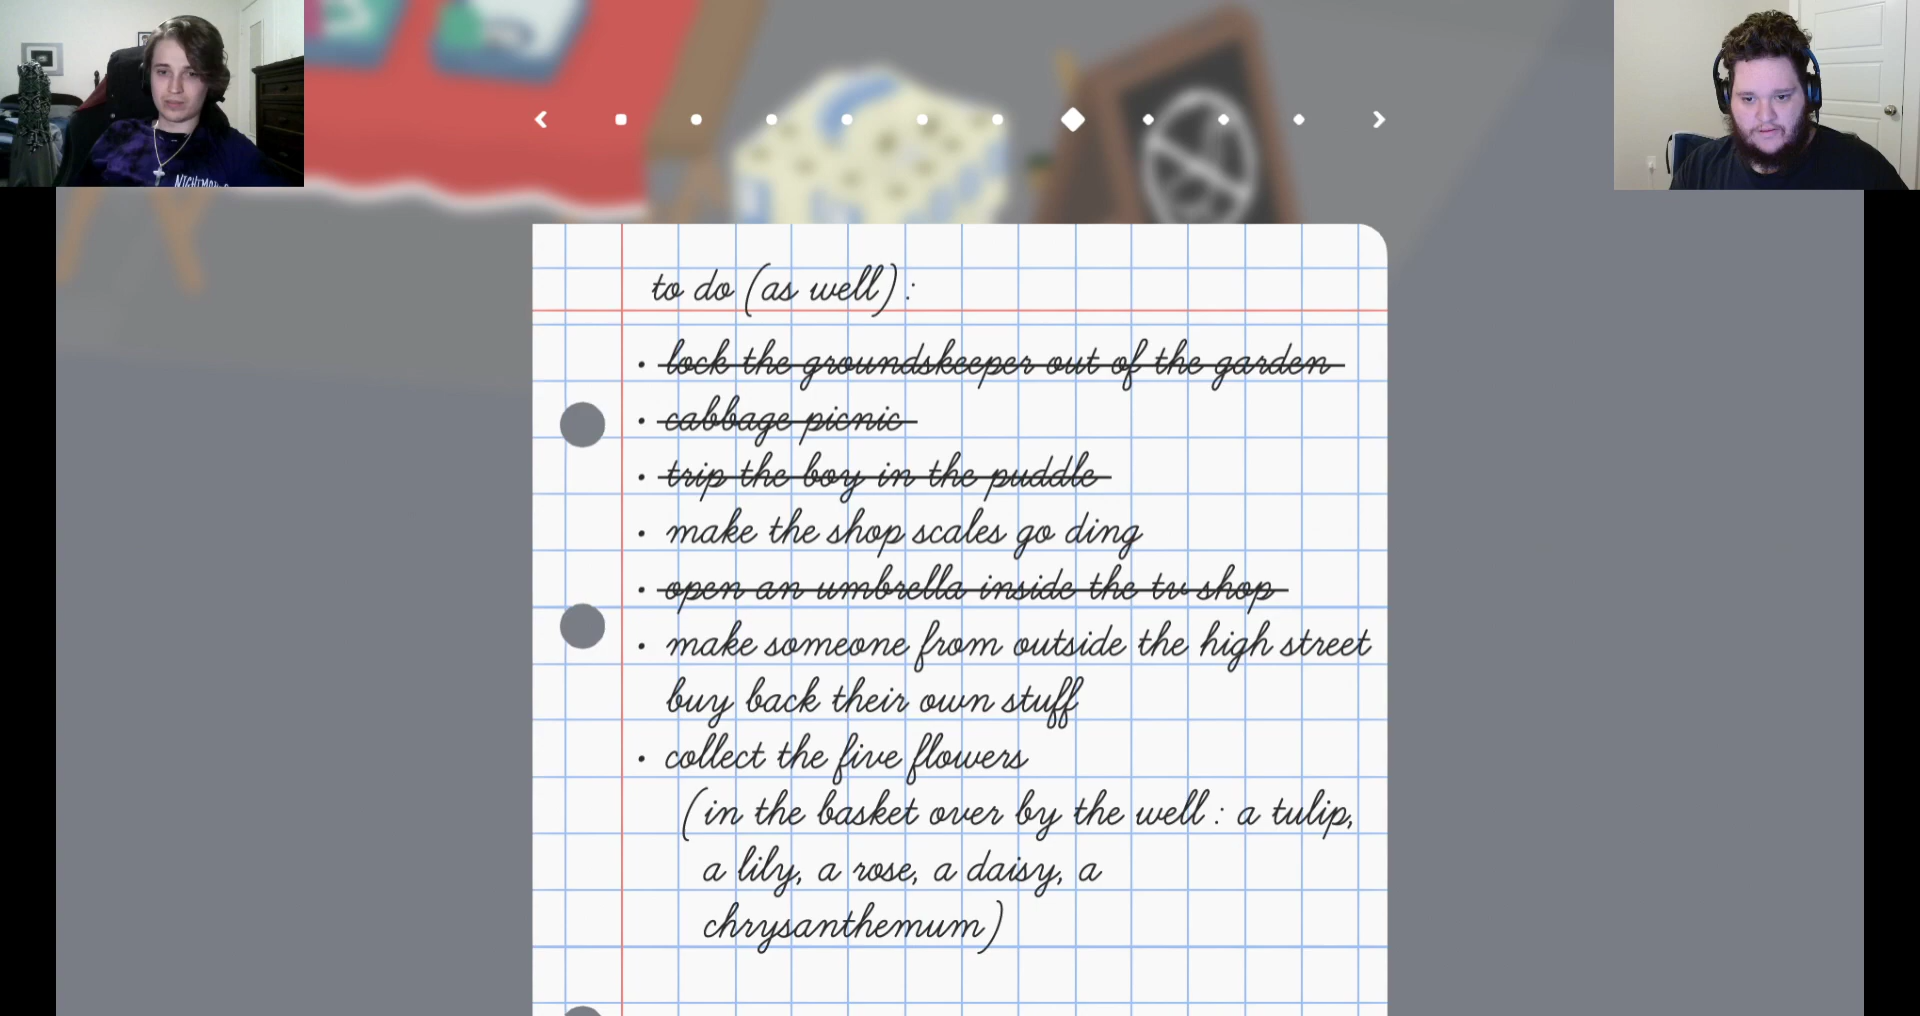 to do (as well) :
• lock the groundskeeper out of the garden
• cabbage picnic
• trip the boy in the puddle
• make the shop scales go ding
• open an umbrella inside the tv shop
• make someone from outside the high street
buy back their own stuff
• collect the five flowers
(in the basket over by the well : a tulip,
a lily, a rose, a daisy, a
chrysanthemum)